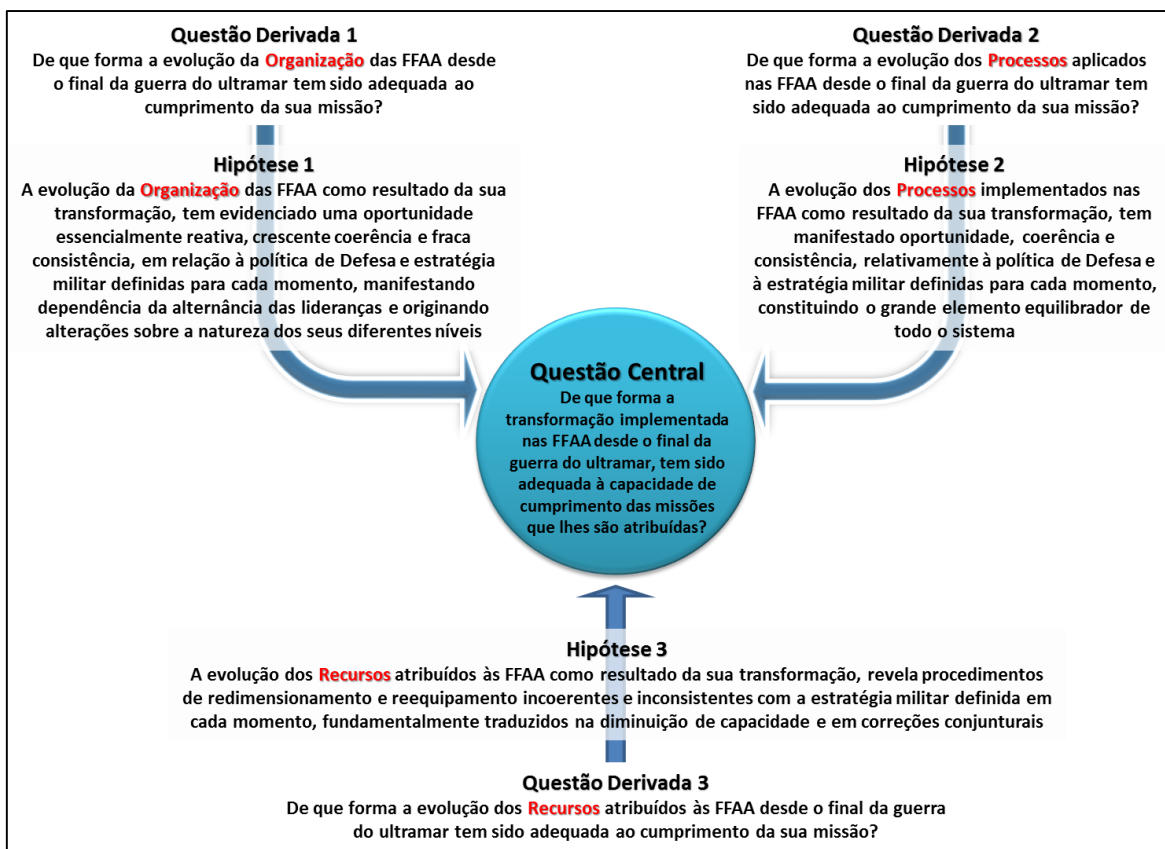 Questão Derivada 1
De que forma a evolução da Organização das FFAA desde
o final da guerra do ultramar tem sido adequada ao
cumprimento da sua missão?
Hipótese 1
A evolução da Organização das FFAA como resultado da sua
transformação, tem evidenciado uma oportunidade
essencialmente reativa, crescente coerência e fraca
consistência, em relação à política de Defesa e estratégia
militar definidas para cada momento, manifestando
dependência da alternância das lideranças e originando
alterações sobre a natureza dos seus diferentes níveis
Questão Derivada 2
De que forma a evolução dos Processos aplicados
nas FFAA desde o final da guerra do ultramar tem
sido adequada ao cumprimento da sua missão?
Hipótese 2
A evolução dos Processos implementados nas
FFAA como resultado da sua transformação, tem
manifestado oportunidade, coerência e
consistência, relativamente à política de Defesa e
à estratégia militar definidas para cada momento,
constituindo o grande elemento equilibrador de
todo o sistema
Questão Central
De que forma a
transformação implementada
nas FFAA desde o final da
guerra do ultramar, tem sido
adequada à capacidade de
cumprimento das missões
que lhes são atribuídas?
Hipótese 3
A evolução dos Recursos atribuídos às FFAA como resultado da sua transformação, revela procedimentos
de redimensionamento e reequipamento incoerentes e inconsistentes com a estratégia militar definida em
cada momento, fundamentalmente traduzidos na diminuição de capacidade e em correções conjunturais
Questão Derivada 3
De que forma a evolução dos Recursos atribuídos às FFAA desde o final da guerra
do ultramar tem sido adequada ao cumprimento da sua missão?